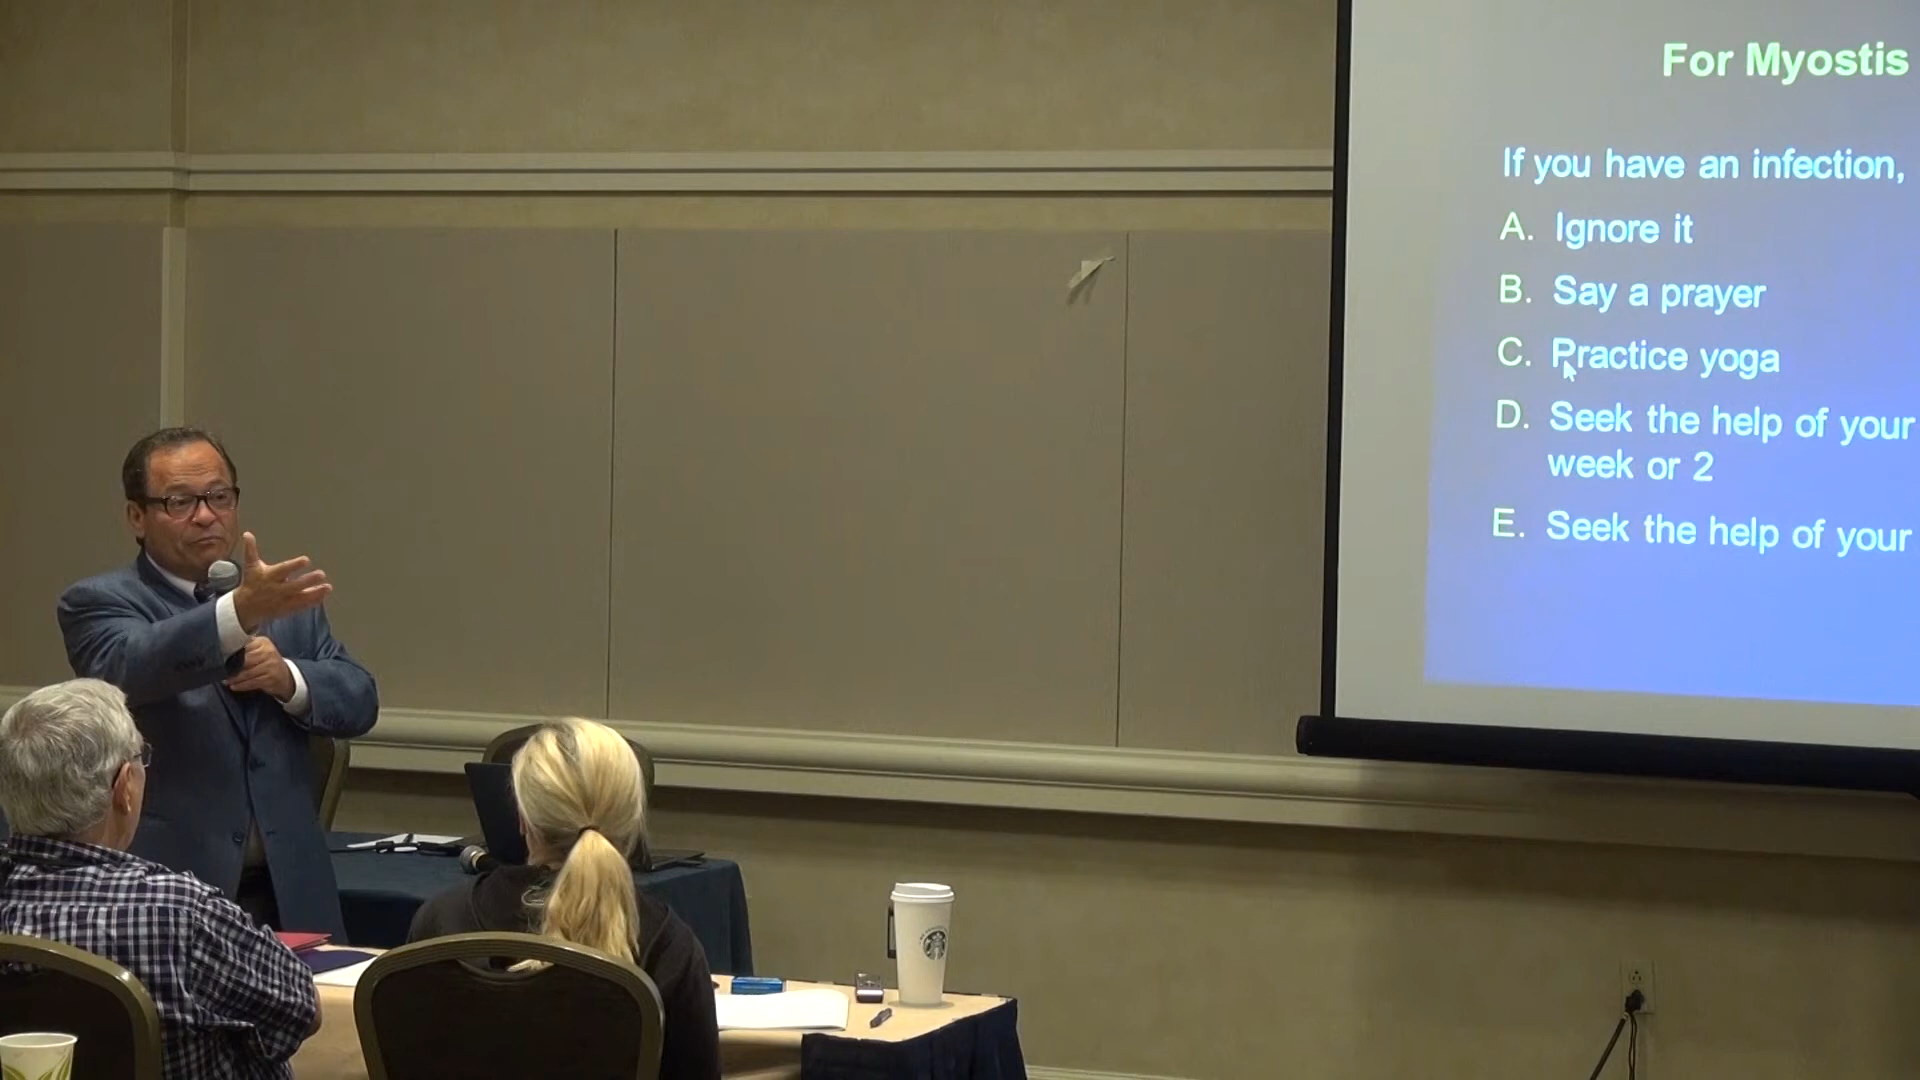 For Myostis
If you have an infection,
A. Ignore it
B. Say a prayer
C. Practice yoga
D. Seek the help of your
week or 2
E. Seek the help of your